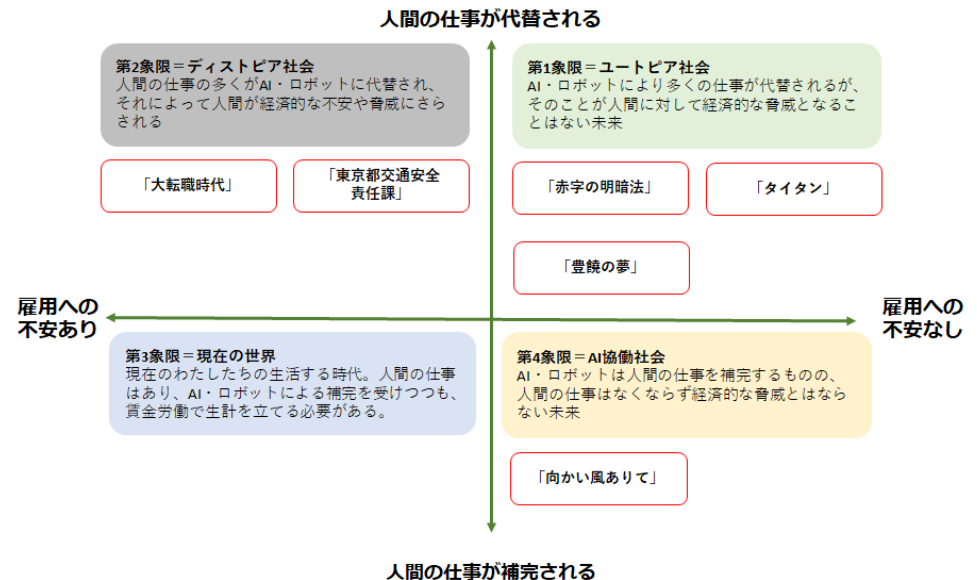 人間の仕事が代替される
第2象限＝ディストピア社会
人間の仕事の多くがAI・ロボットに代替され、
それによって人間が経済的な不安や脅威にさら
される
第1象限＝ユートピア社会
AI・ロボットにより多くの仕事が代替されるが、
そのことが人間に対して経済的な脅威となるこ
とはない未来
「大転職時代」
「東京都交通安全
責任課」
「赤字の明暗法」
「タイタン」
「豊饒の夢」
雇用への
不安あり
雇用への
不安なし
第3象限＝現在の世界
現在のわたしたちの生活する時代。人間の仕事
はあり、AI・ロボットによる補完を受けつつも、
賃金労働で生計を立てる必要がある。
第4象限＝AI協働社会
AI・ロボットは人間の仕事を補完するものの、
人間の仕事はなくならず経済的な脅威とはなら
ない未来
「向かい風ありて」
人間の仕事が補完される